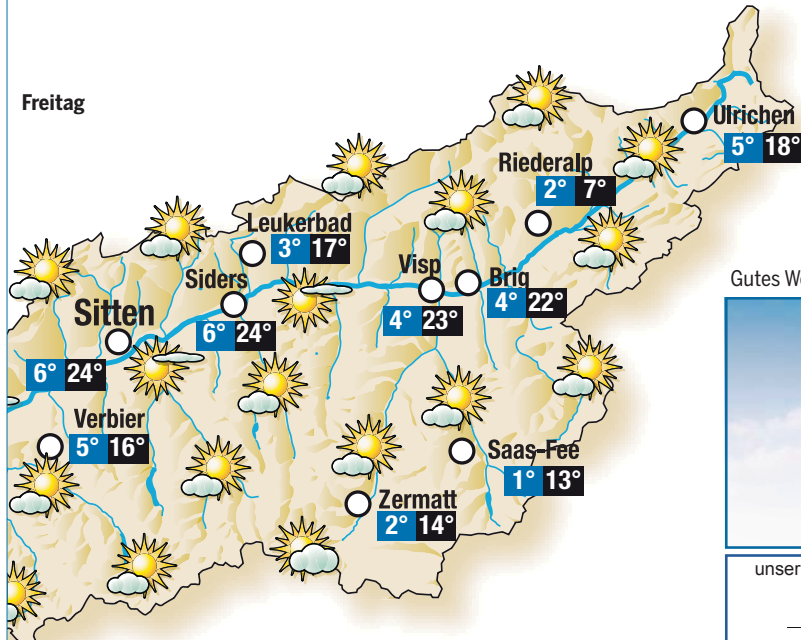 Freitag
Ulrichen
5° 18°
Riederalp
2° 7°
Leukerbad
3° 17°
Siders
6° 24°
Visp
4° 23°
Brig
4° 22°
Sitten
6° 24°
Verbier
5° 16°
Saas-Fee
1° 13°
Zermatt
2° 14°
Gutes
unser